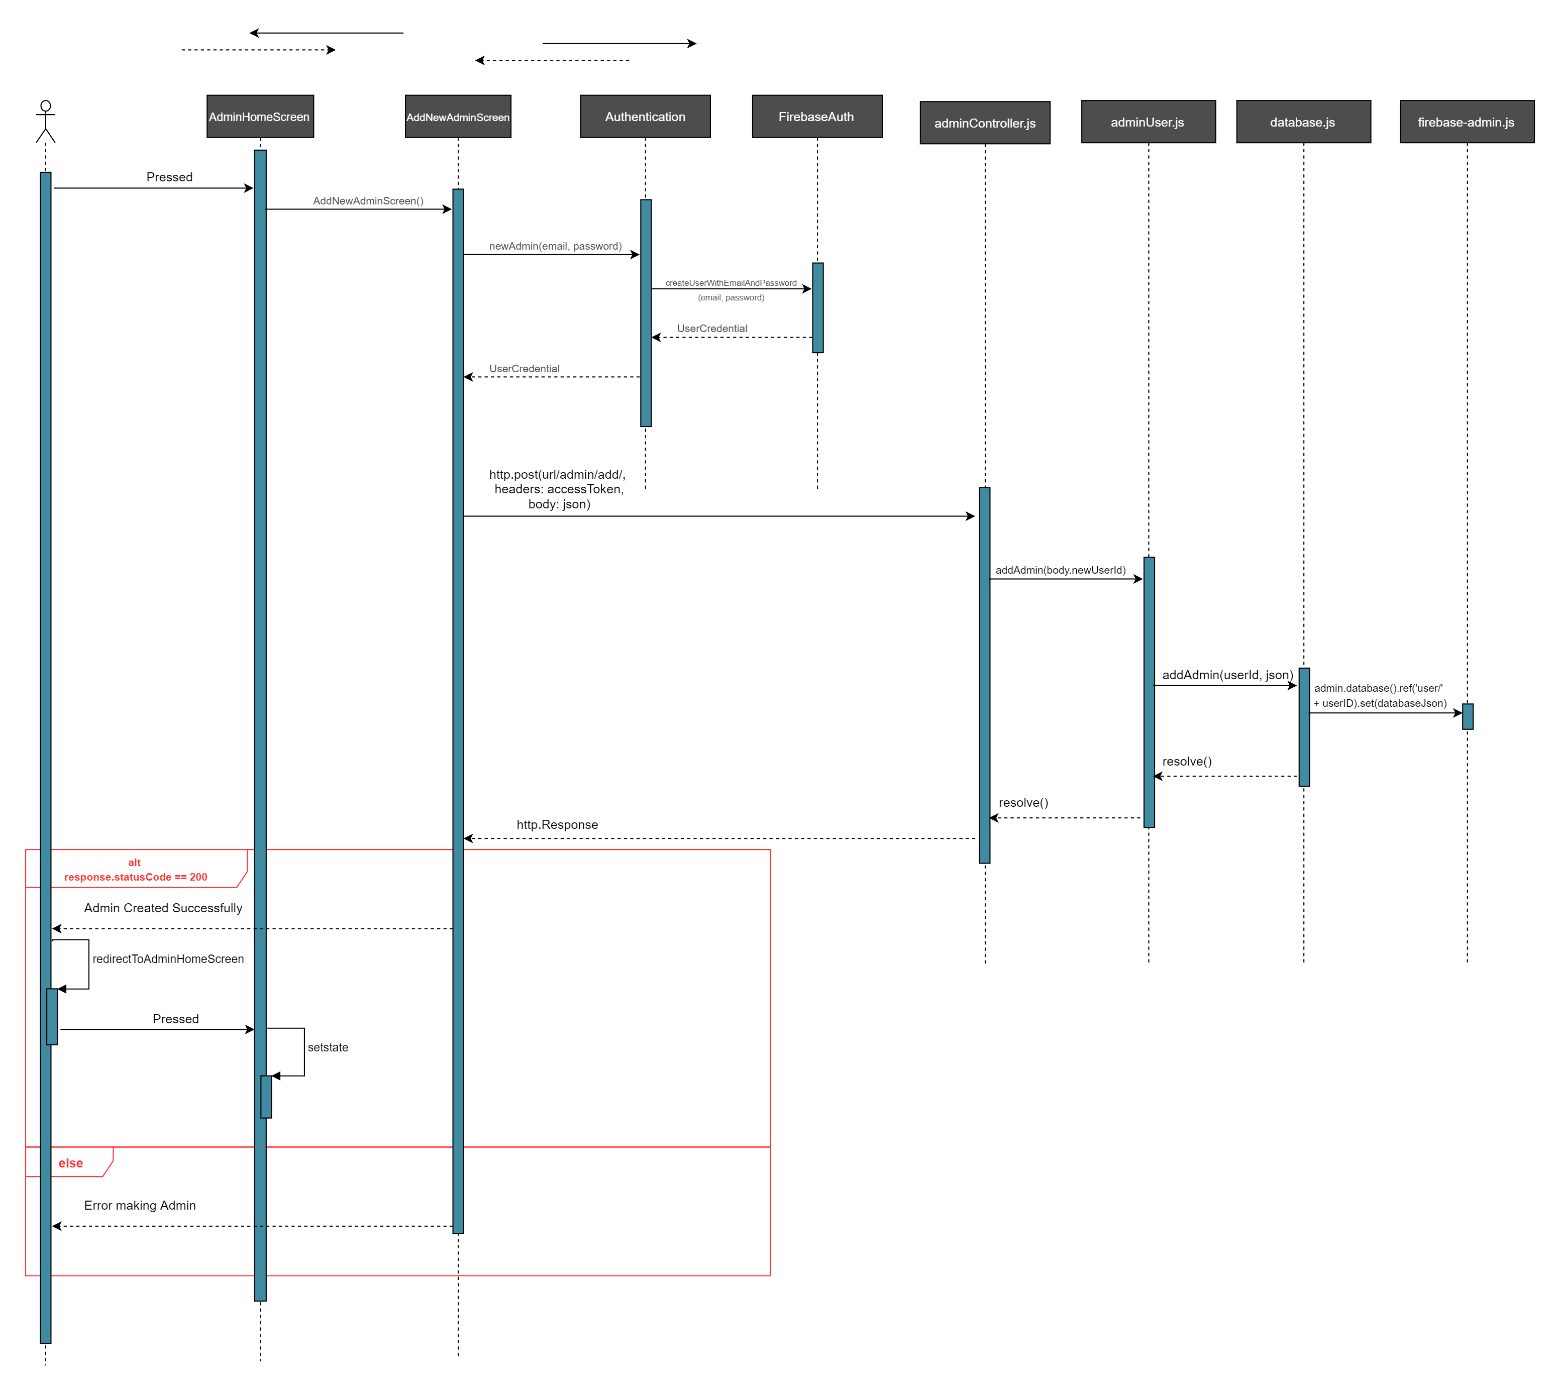 AdminHomeScreen
AddNewAdminScreen
Authentication
FirebaseAuth
adminController.js
adminUser.js
database.js
firebase-admin.js
Pressed
AddNewAdminScreen()
newAdmin(email, password)
createUserWithEmailAndPassword
(email, password)
UserCredential
UserCredential
http.post(url/admin/add/,
headers: accessToken,
body: json)
addAdmin(body.newUserId)
addAdmin(userId, json)
admin.database().ref('user/'
+ userID).set(databaseJson)
resolve()
resolve()
http.Response
alt
response.statusCode == 200
Admin Created Successfully
redirectToAdminHomeScreen
Pressed
setstate
else
Error making Admin